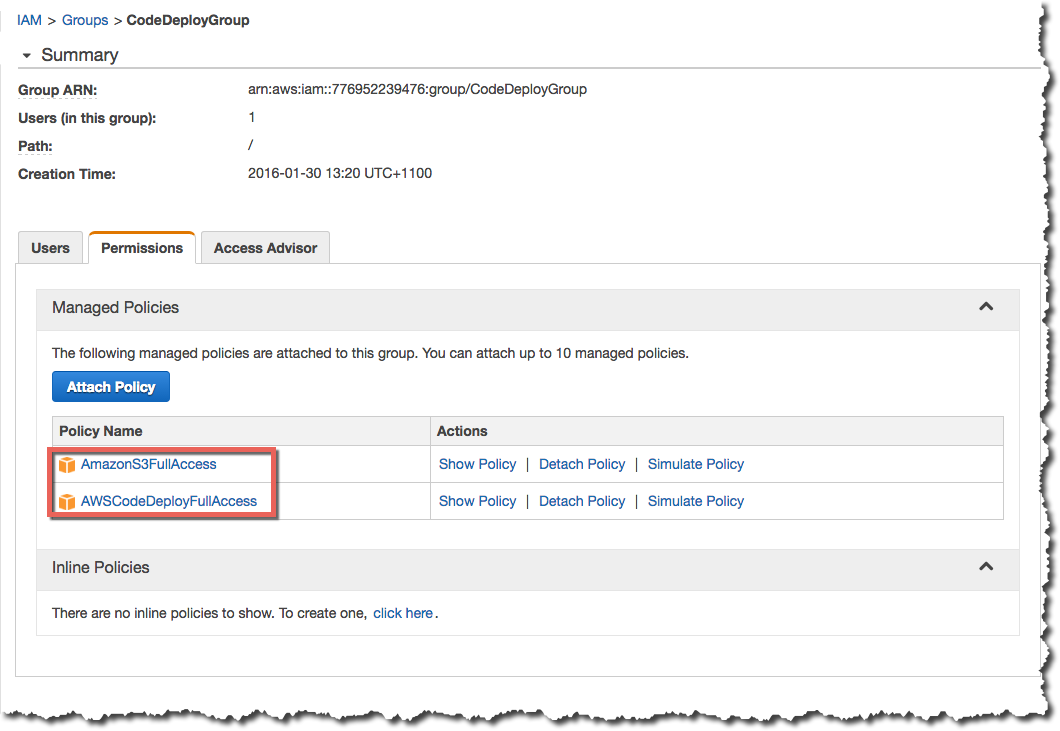 IAM > Groups > CodeDeployGroup
Summary
Group ARN: arn:aws:iam::776952239476:group/CodeDeployGroup
Users (in this group): 1
Path: /
Creation Time: 2016-01-30 13:20 UTC+1100
Users Permissions Access Advisor
Managed Policies
The following managed policies are attached to this group. You can attach up to 10 managed policies.
Attach Policy
Policy Name Actions
AmazonS3FullAccess Show Policy | Detach Policy | Simulate Policy
AWSCodeDeployFullAccess Show Policy | Detach Policy | Simulate Policy
Inline Policies
There are no inline policies to show. To create one, click here.